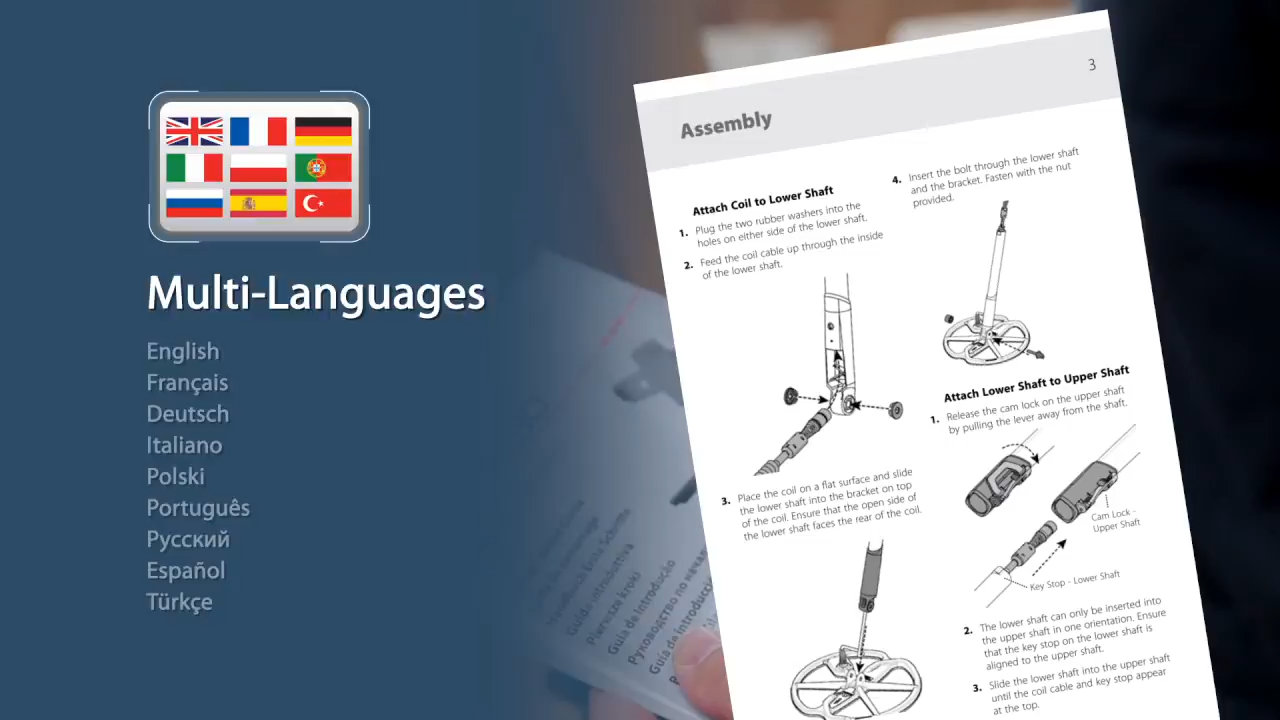 Multi-Languages
English
Français
Deutsch
Italiano
Polski
Português
Русский
Español
Türkçe
3
Assembly
Attach Coil to Lower Shaft
1. Plug the two rubber washers into the
holes on either side of the lower shaft.
2. Feed the coil cable up through the inside
of the lower shaft.
3. Place the coil on a flat surface and slide
the lower shaft into the bracket on top
of the coil. Ensure that the open side of
the lower shaft faces the rear of the coil.
4. Insert the bolt through the lower shaft
and the bracket. Fasten with the nut
provided.
Attach Lower Shaft to Upper Shaft
1. Release the cam lock on the upper shaft
by pulling the lever away from the shaft.
Cam Lock -
Upper Shaft
Key Stop - Lower Shaft
2. The lower shaft can only be inserted into
the upper shaft in one orientation. Ensure
that the key stop on the lower shaft is
aligned to the upper shaft.
3. Slide the lower shaft into the upper shaft
until the coil cable and key stop appear
at the top.
Guida introduttiva
Pierwsze kroki
Guia de Introdução
Руководство по
Guía de introducció